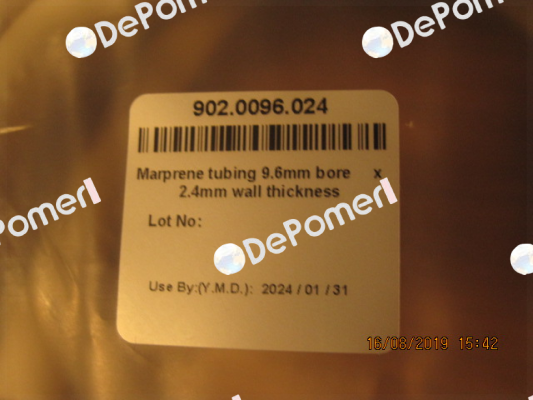 DePomerl
DePomerl
902.0096.024
Marprene tubing 9.6mm bore x
2.4mm wall thickness
DePomerl
Lot No:
DePomerl
Use By:(Y.M.D.): 2024 / 01 / 31
16/08/2019 15:42